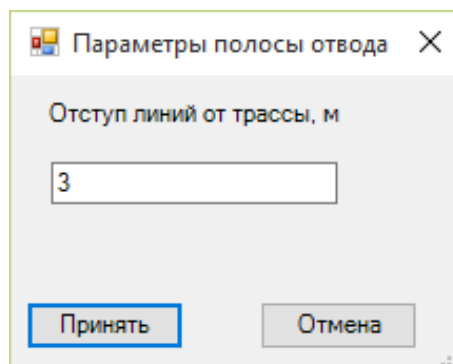 Параметры полосы отвода
Отступ линий от трассы, м
3
Принять
Отмена